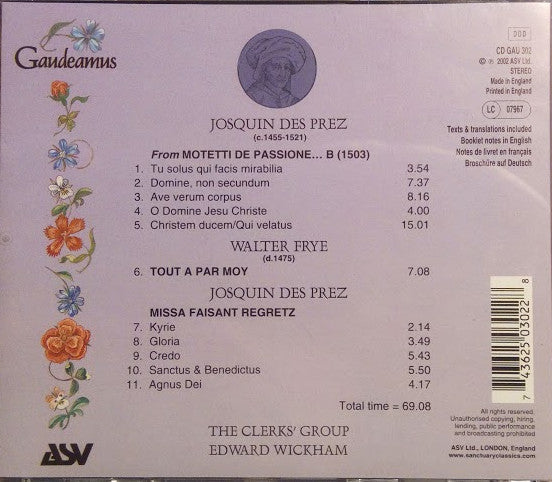 Gaudeamus
DDD
CD GAU 302
© ℗ 2002 ASV Ltd.
STEREO
Made in England
Printed in England
LC 07967
Texts & translations included
Booklet notes in English
Notes de livret en français
Broschüre auf Deutsch
JOSQUIN DES PREZ
(c.1455-1521)
From MOTETTI DE PASSIONE... B (1503)
1. Tu solus qui facis mirabilia 3.54
2. Domine, non secundum 7.37
3. Ave verum corpus 8.16
4. O Domine Jesu Christe 4.00
5. Christem ducem/Qui velatus 15.01
WALTER FRYE
(d.1475)
6. TOUT A PAR MOY 7.08
JOSQUIN DES PREZ
MISSA FAISANT REGRETZ
7. Kyrie 2.14
8. Gloria 3.49
9. Credo 5.43
10. Sanctus & Benedictus 5.50
11. Agnus Dei 4.17
Total time = 69.08
THE CLERKS' GROUP
EDWARD WICKHAM
ASV
7 43625 03022 8
All rights reserved.
Unauthorised copying, hiring,
lending, public performance
and broadcasting prohibited
ASV Ltd., LONDON, England
www.sanctuaryclassics.com